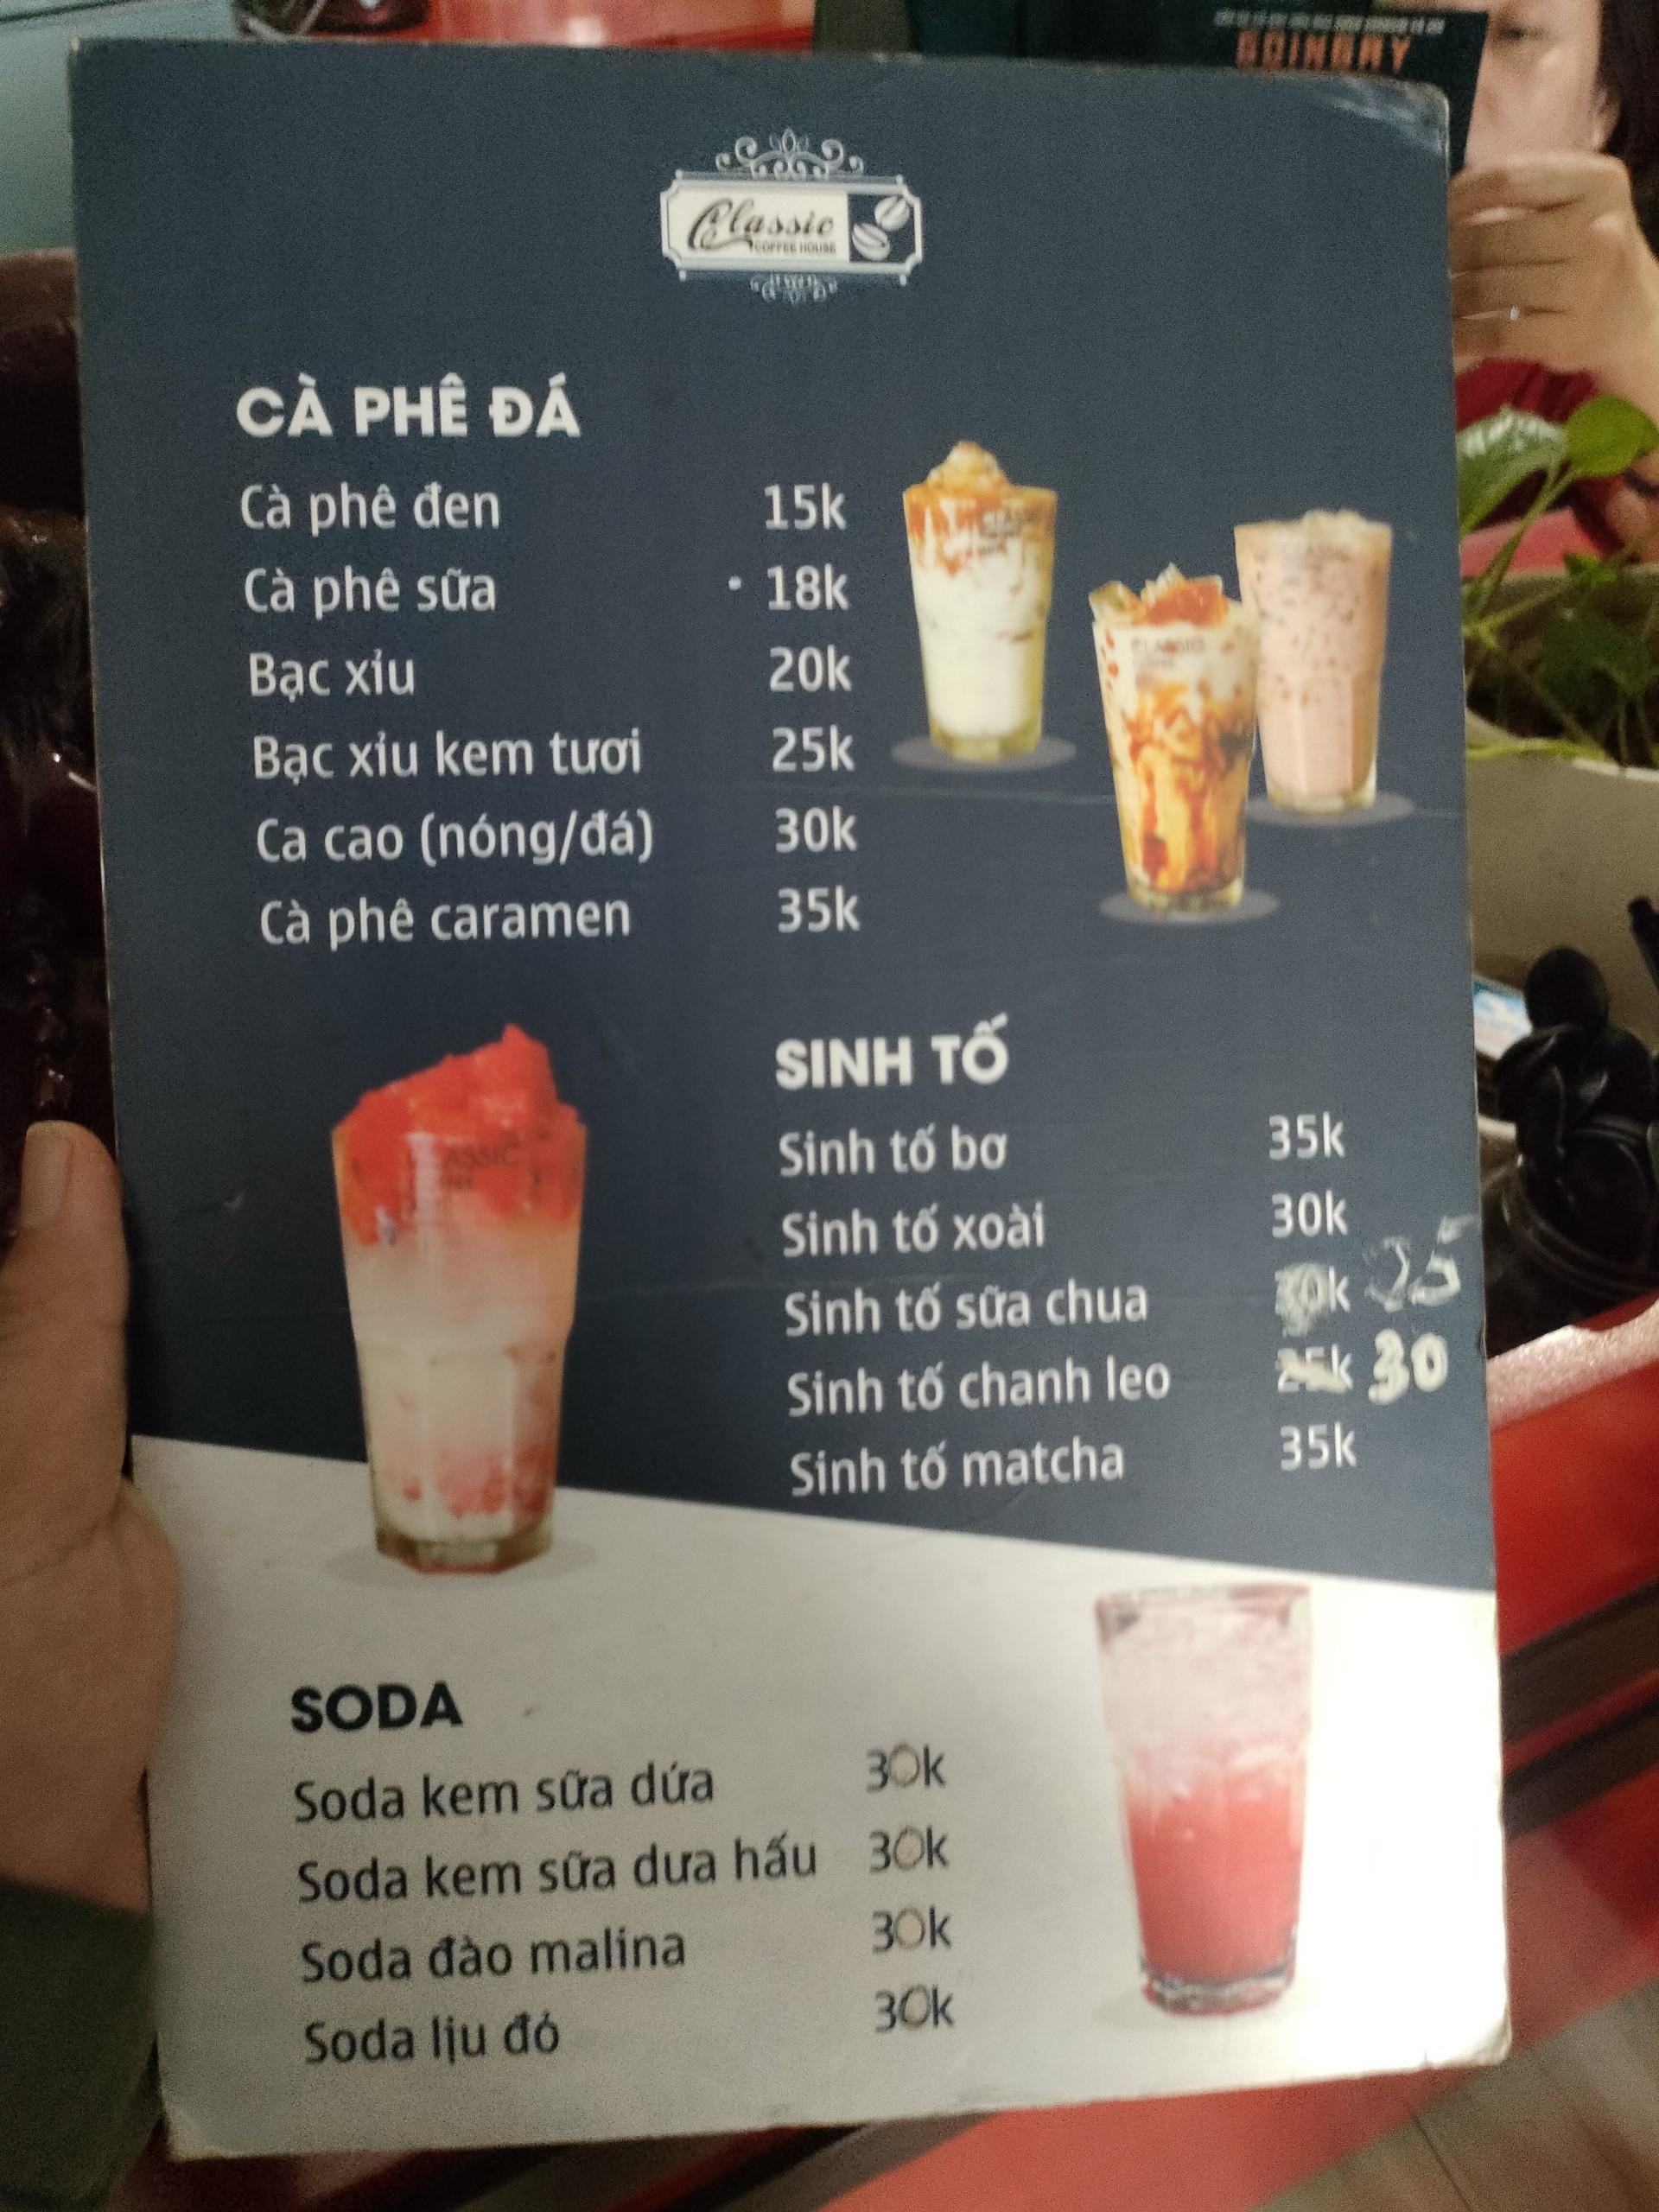 GOINGMY
Classic
COFFEE HOUSE
CÀ PHÊ ĐÁ
Cà phê đen 15k
Cà phê sữa 18k
Bạc xỉu 20k
Bạc xỉu kem tươi 25k
Ca cao (nóng/đá) 30k
Cà phê caramen 35k
SINH TỐ
Sinh tố bơ 35k
Sinh tố xoài 30k
Sinh tố sữa chua 25
Sinh tố chanh leo 25k 30
Sinh tố matcha 35k
SODA
Soda kem sữa dứa 30k
Soda kem sữa dưa hấu 30k
Soda đào malina 30k
Soda lịu đỏ 30k